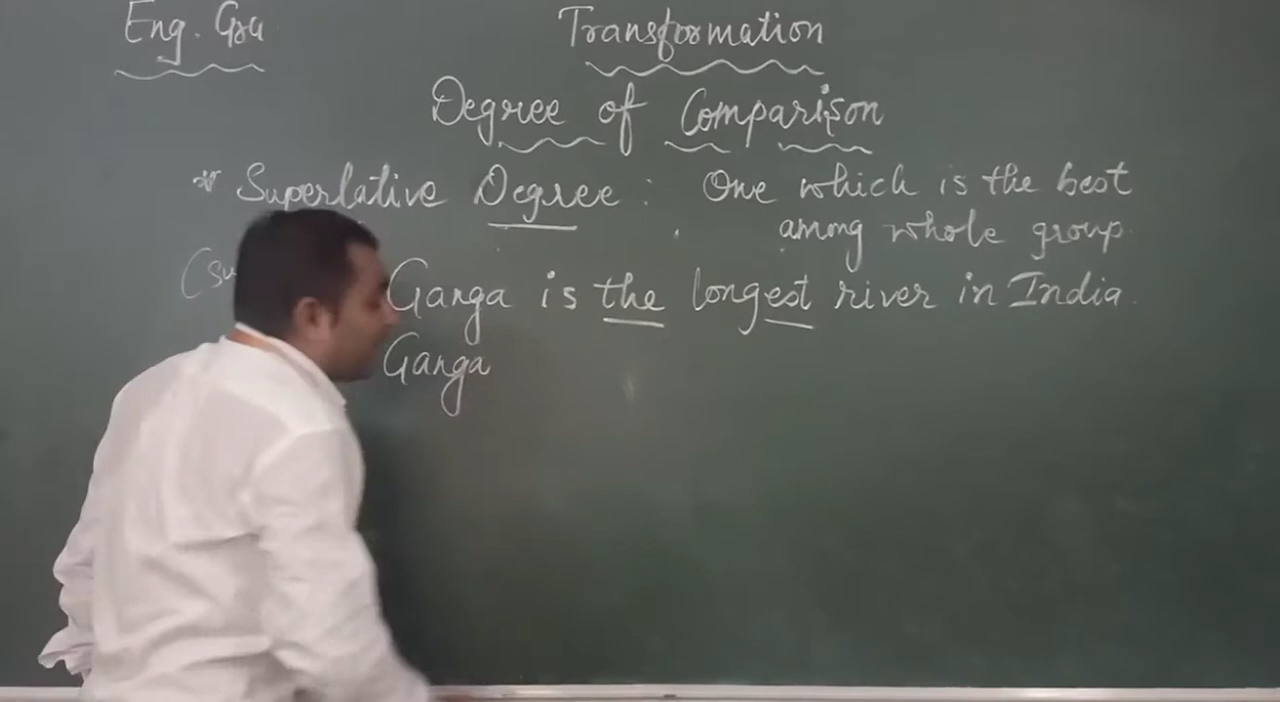 Eng. Gra
Transformation
Degree of Comparison
* Superlative Degree : One which is the best
among whole group.
(Su
Ganga is the longest river in India.
Ganga